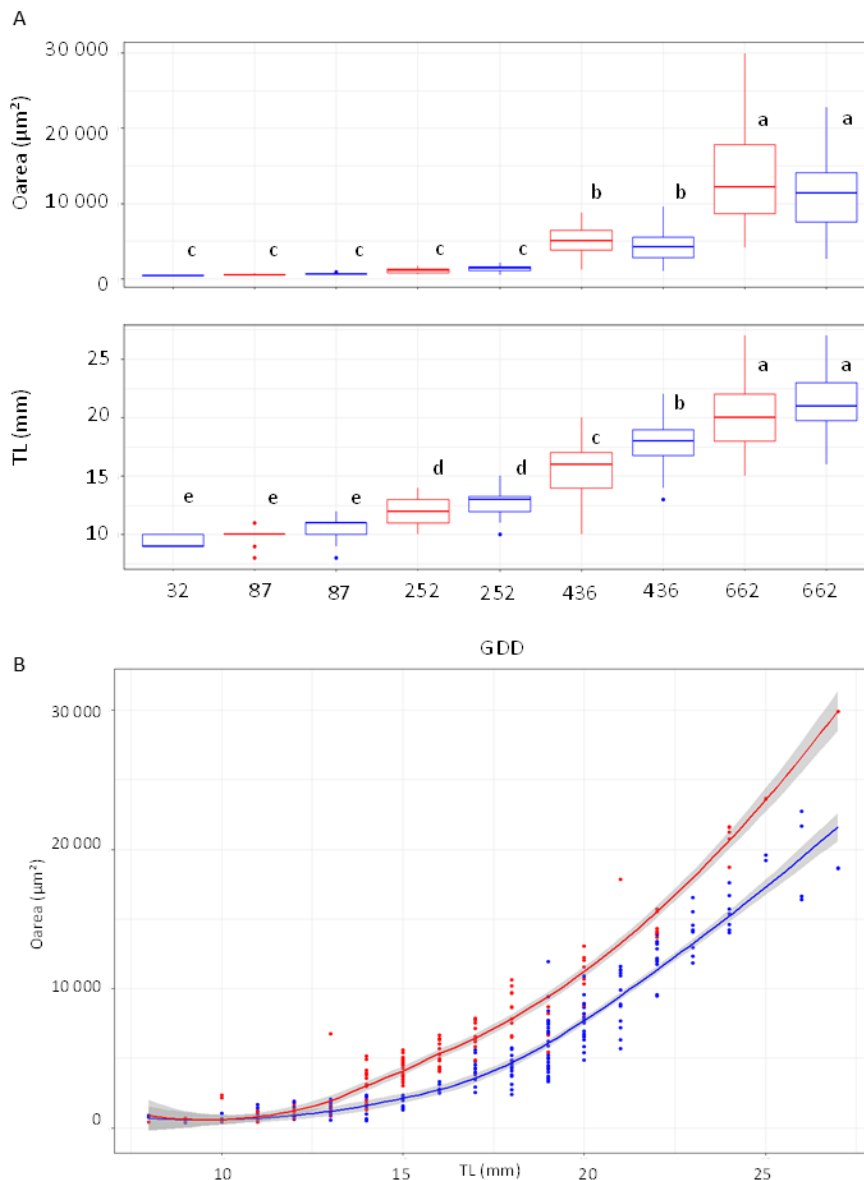 A
30 000
20 000
10 000
0
Oarea (µm²)
c c c c c b b a a
25
20
15
10
TL (mm)
e e e d d c b a a
32 87 87 252 252 436 436 662 662
GDD
B
30 000
20 000
10 000
0
Oarea (µm²)
10 15 20 25
TL (mm)